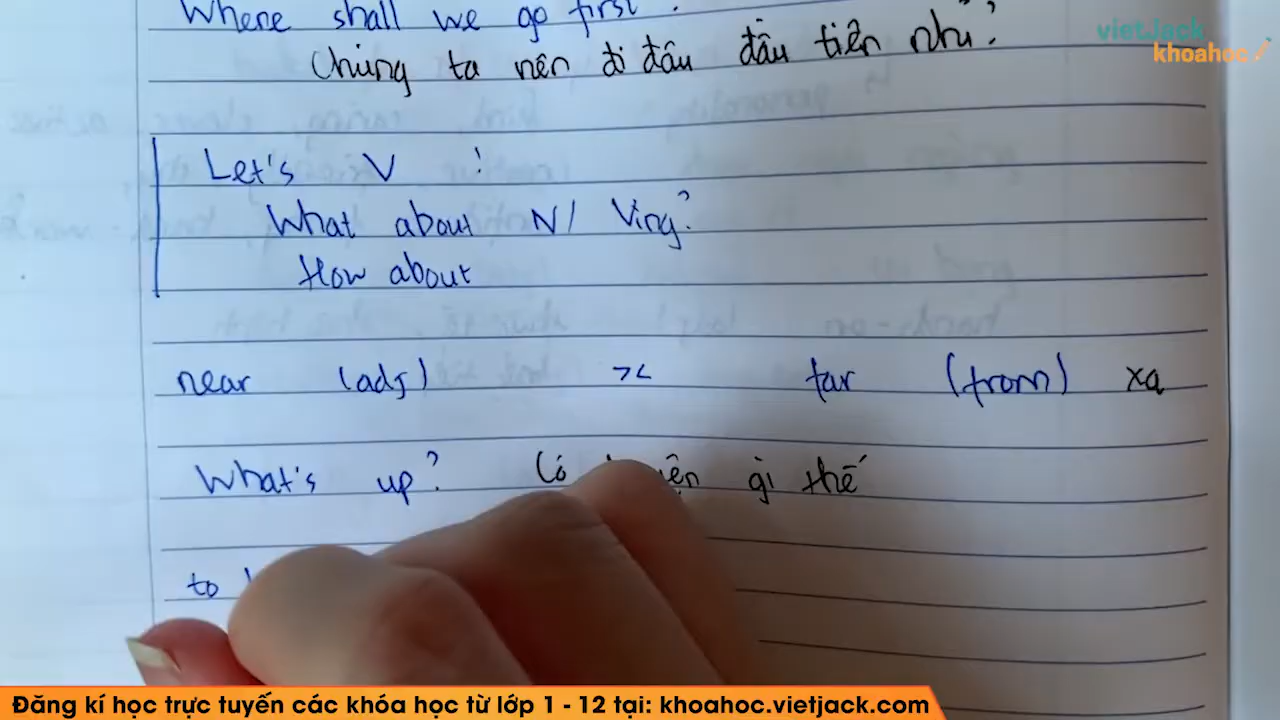 Where shall we go first?
Chúng ta nên đi đâu đầu tiên nhỉ?
vietJack
khoahoc
Let's V !
What about N/ Ving?
How about
near (adj) >< far (from) xa
What's up? Có gì thế
to
Đăng kí học trực tuyến các khóa học từ lớp 1 - 12 tại: khoahoc.vietjack.com